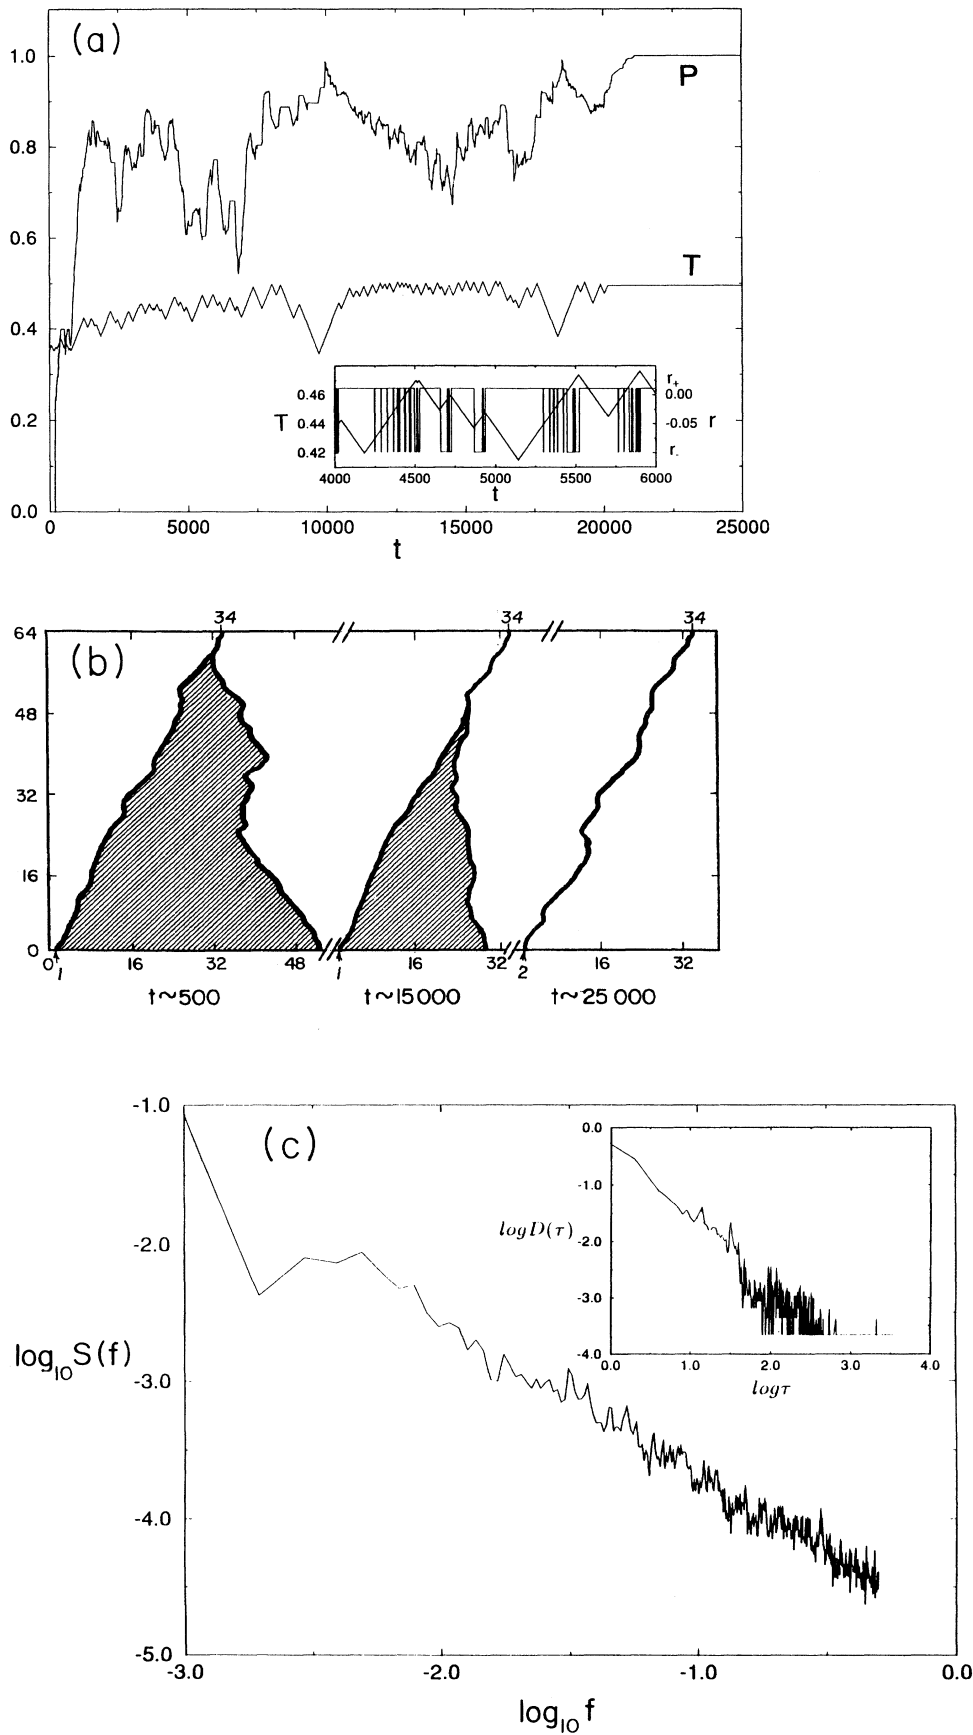 (a)
1.0
P
0.8
0.6
T
0.4
0.2
0.0
T
0.46
0.44
0.42
r+
0.00
-0.05 r
r-
4000 4500 5000 5500 6000
t
0 5000 10000 15000 20000 25000
t
(b)
34 34 34
64
48
32
16
0
0 1 16 32 48 1 16 32 2 16 32
t~500 t~15000 t~25000
(c)
-1.0
-2.0
-3.0
-4.0
-5.0
log10S(f)
0.0
-1.0
logD(τ) -2.0
-3.0
-4.0
0.0 1.0 2.0 3.0 4.0
logτ
-3.0 -2.0 -1.0 0.0
log10f